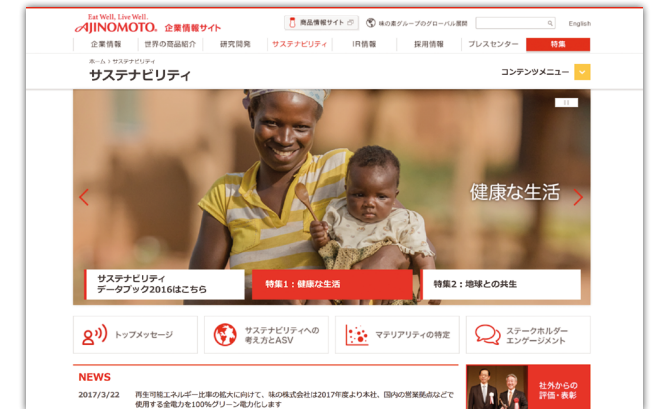 Eat Well, Live Well.
AJINOMOTO. 企業情報サイト
商品情報サイト
味の素グループのグローバル展開
English
企業情報 世界の商品紹介 研究開発 サステナビリティ IR情報 採用情報 プレスセンター 特集
ホーム > サステナビリティ
サステナビリティ
コンテンツメニュー
健康な生活
サステナビリティ
データブック2016はこちら
特集1：健康な生活
特集2：地球との共生
トップメッセージ
サステナビリティへの
考え方とASV
マテリアリティの特定
ステークホルダー
エンゲージメント
NEWS
2017/3/22 再生可能エネルギー比率の拡大に向けて、味の素株式会社は2017年度より本社、国内の営業拠点などで
使用する全電力を100%グリーン電力化します
社外からの
評価・表彰